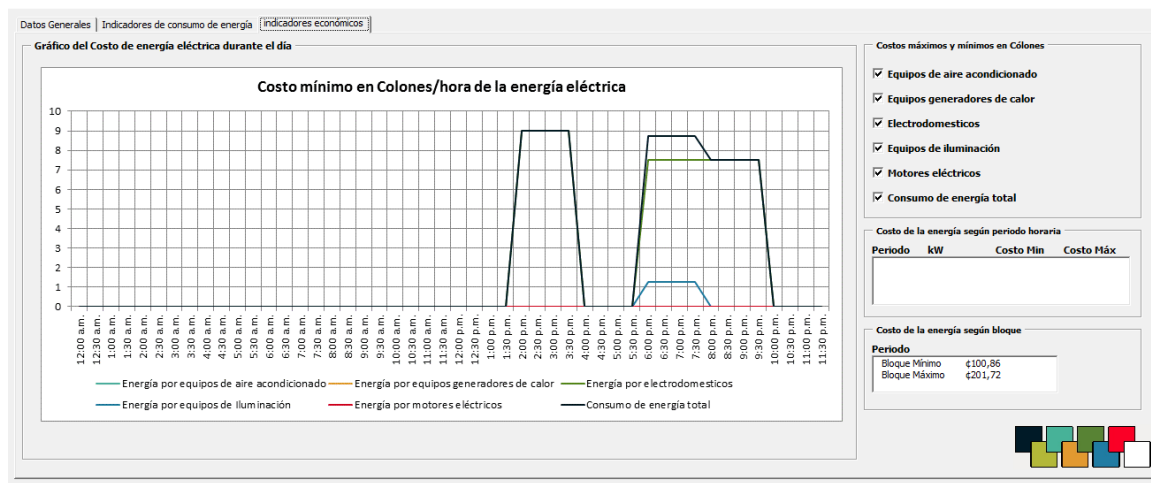 Datos Generales | Indicadores de consumo de energía | Indicadores económicos
Gráfico del Costo de energía eléctrica durante el día
Costo mínimo en Colones/hora de la energía eléctrica
10
9
8
7
6
5
4
3
2
1
0
12:00 a.m.
12:30 a.m.
1:00 a.m.
1:30 a.m.
2:00 a.m.
2:30 a.m.
3:00 a.m.
3:30 a.m.
4:00 a.m.
4:30 a.m.
5:00 a.m.
5:30 a.m.
6:00 a.m.
6:30 a.m.
7:00 a.m.
7:30 a.m.
8:00 a.m.
8:30 a.m.
9:00 a.m.
9:30 a.m.
10:00 a.m.
10:30 a.m.
11:00 a.m.
11:30 a.m.
12:00 p.m.
12:30 p.m.
1:00 p.m.
1:30 p.m.
2:00 p.m.
2:30 p.m.
3:00 p.m.
3:30 p.m.
4:00 p.m.
4:30 p.m.
5:00 p.m.
5:30 p.m.
6:00 p.m.
6:30 p.m.
7:00 p.m.
7:30 p.m.
8:00 p.m.
8:30 p.m.
9:00 p.m.
9:30 p.m.
10:00 p.m.
10:30 p.m.
11:00 p.m.
11:30 p.m.
Energía por equipos de aire acondicionado
Energía por equipos generadores de calor
Energía por electrodomesticos
Energía por equipos de Iluminación
Energía por motores eléctricos
Consumo de energía total
Costos máximos y mínimos en Cólones
Equipos de aire acondicionado
Equipos generadores de calor
Electrodomesticos
Equipos de iluminación
Motores eléctricos
Consumo de energía total
Costo de la energía según periodo horaria
Periodo kW Costo Min Costo Máx
Costo de la energía según bloque
Periodo
Bloque Mínimo ¢100,86
Bloque Máximo ¢201,72